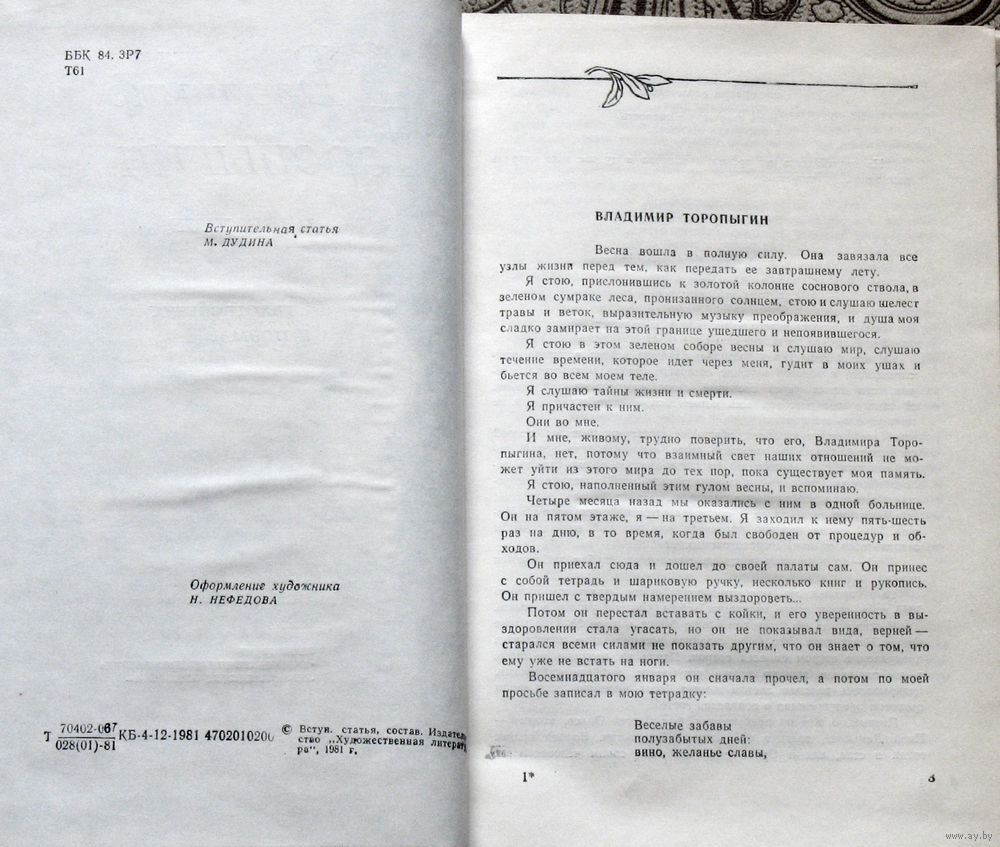 ББК 84. 3Р7
Т61
Вступительная статья
М. ДУДИНА
Оформление художника
Н. НЕФЕДОВА
Т 70402-067 КБ-4-12-1981 4702010200
028(01)-81
© Вступ. статья, состав. Издатель-
ство „Художественная литерату-
ра", 1981 г.
ВЛАДИМИР ТОРОПЫГИН
Весна вошла в полную силу. Она завязала все
узлы жизни перед тем, как передать ее завтрашнему лету.
Я стою, прислонившись к золотой колонне соснового ствола, в
зеленом сумраке леса, пронизанного солнцем, стою и слушаю шелест
травы и веток, выразительную музыку преображения, и душа моя
сладко замирает на этой границе ушедшего и непоявившегося.
Я стою в этом зеленом соборе весны и слушаю мир, слушаю
течение времени, которое идет через меня, гудит в моих ушах и
бьется во всем моем теле.
Я слушаю тайны жизни и смерти.
Я причастен к ним.
Они во мне.
И мне, живому, трудно поверить, что его, Владимира Торо-
пыгина, нет, потому что взаимный свет наших отношений не мо-
жет уйти из этого мира до тех пор, пока существует моя память.
Я стою, наполненный этим гулом весны, и вспоминаю.
Четыре месяца назад мы оказались с ним в одной больнице.
Он на пятом этаже, я — на третьем. Я заходил к нему пять-шесть
раз на дню, в то время, когда был свободен от процедур и об-
ходов.
Он приехал сюда и дошел до своей палаты сам. Он принес
с собой тетрадь и шариковую ручку, несколько книг и рукопись.
Он пришел с твердым намерением выздороветь...
Потом он перестал вставать с койки, и его уверенность в вы-
здоровлении стала угасать, но он не показывал вида, верней —
старался всеми силами не показать другим, что он знает о том, что
ему уже не встать на ноги.
Восемнадцатого января он сначала прочел, а потом по моей
просьбе записал в мою тетрадку:
Веселые забавы
полузабытых дней:
вино, желанье славы,
1*
3
www.ay.by